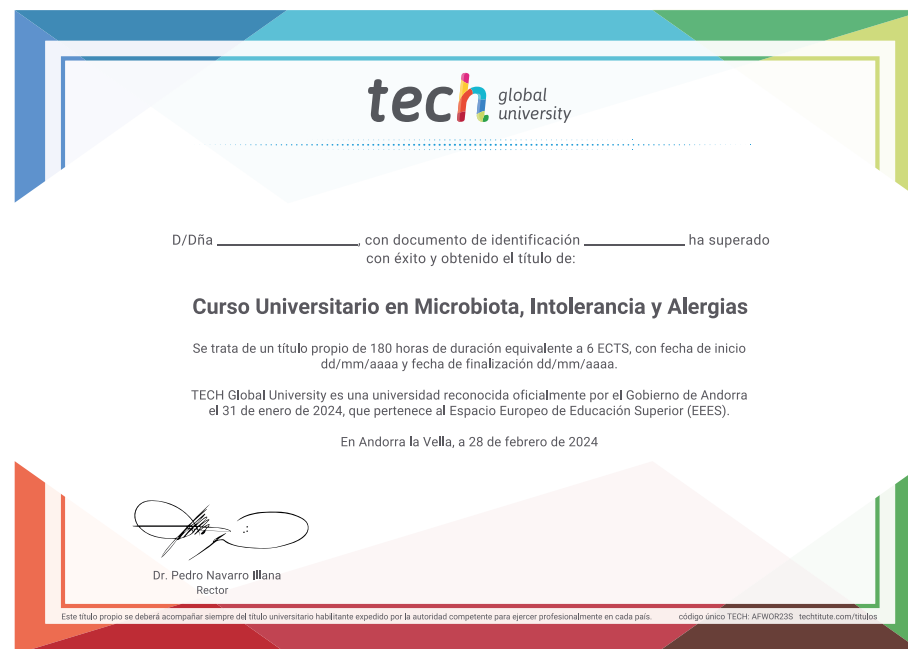 tech global university
D/Dña ____________________, con documento de identificación ______________ ha superado
con éxito y obtenido el título de:
Curso Universitario en Microbiota, Intolerancia y Alergias
Se trata de un título propio de 180 horas de duración equivalente a 6 ECTS, con fecha de inicio
dd/mm/aaaa y fecha de finalización dd/mm/aaaa.
TECH Global University es una universidad reconocida oficialmente por el Gobierno de Andorra
el 31 de enero de 2024, que pertenece al Espacio Europeo de Educación Superior (EEES).
En Andorra la Vella, a 28 de febrero de 2024
Dr. Pedro Navarro Illana
Rector
Este título propio se deberá acompañar siempre del título universitario habilitante expedido por la autoridad competente para ejercer profesionalmente en cada país. código único TECH: AFWOR23S techtitute.com/titulos